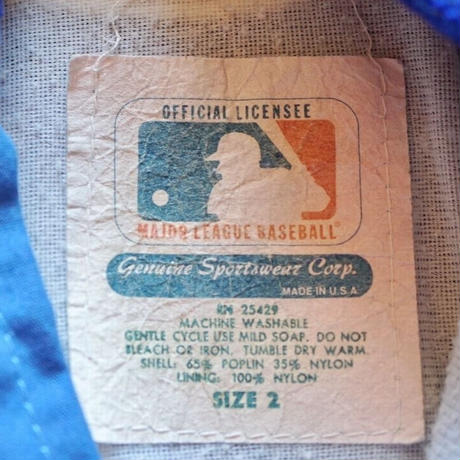 OFFICIAL LICENSEE
MAJOR LEAGUE BASEBALL®
Genuine Sportswear Corp.
MADE IN U.S.A.
RN 25429
MACHINE WASHABLE
GENTLE CYCLE USE MILD SOAP. DO NOT
BLEACH OR IRON. TUMBLE DRY WARM.
SHELL: 65% POPLIN 35% NYLON
LINING: 100% NYLON
SIZE 2